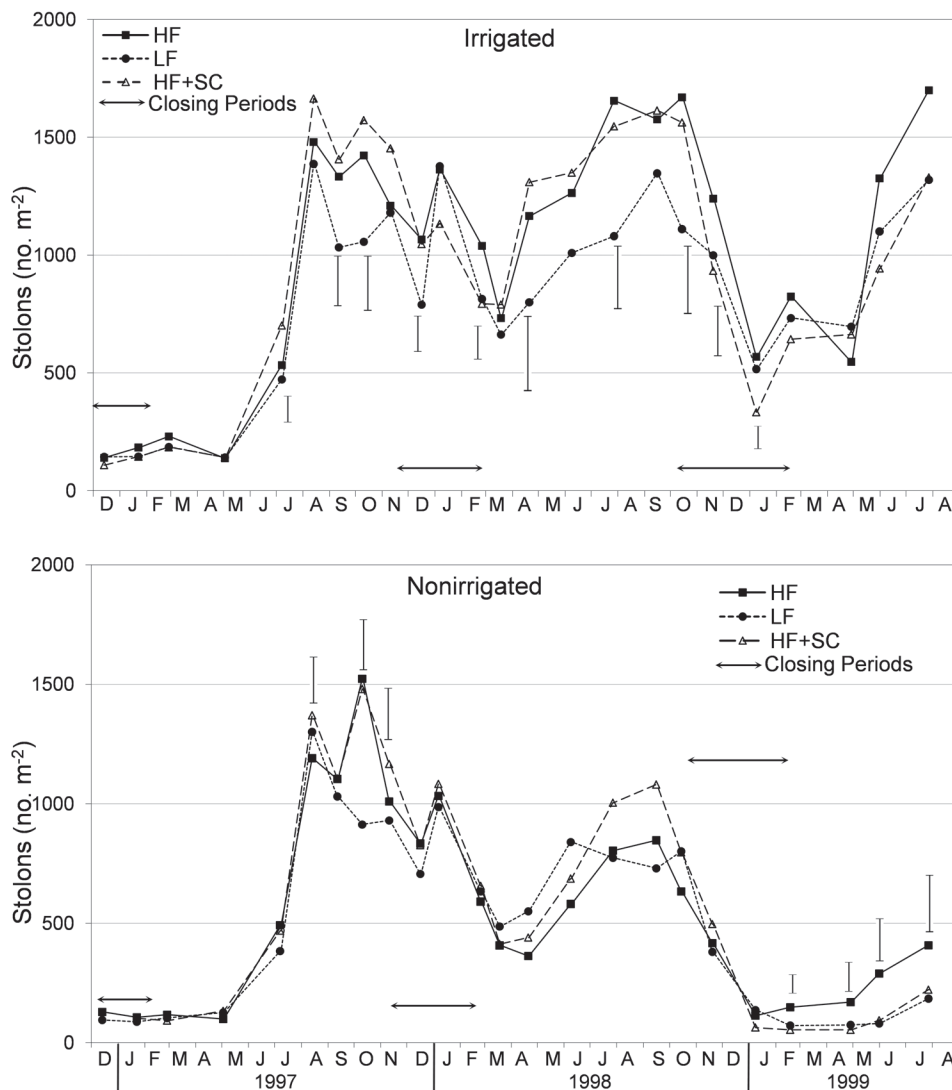 Irrigated
HF
LF
HF+SC
Closing Periods
Stolons (no. m-2)
2000
1500
1000
500
0
D J F M A M J J A S O N D J F M A M J J A S O N D J F M A M J J A
Nonirrigated
HF
LF
HF+SC
Closing Periods
Stolons (no. m-2)
2000
1500
1000
500
0
D J F M A M J J A S O N D J F M A M J J A S O N D J F M A M J J A
1997 1998 1999